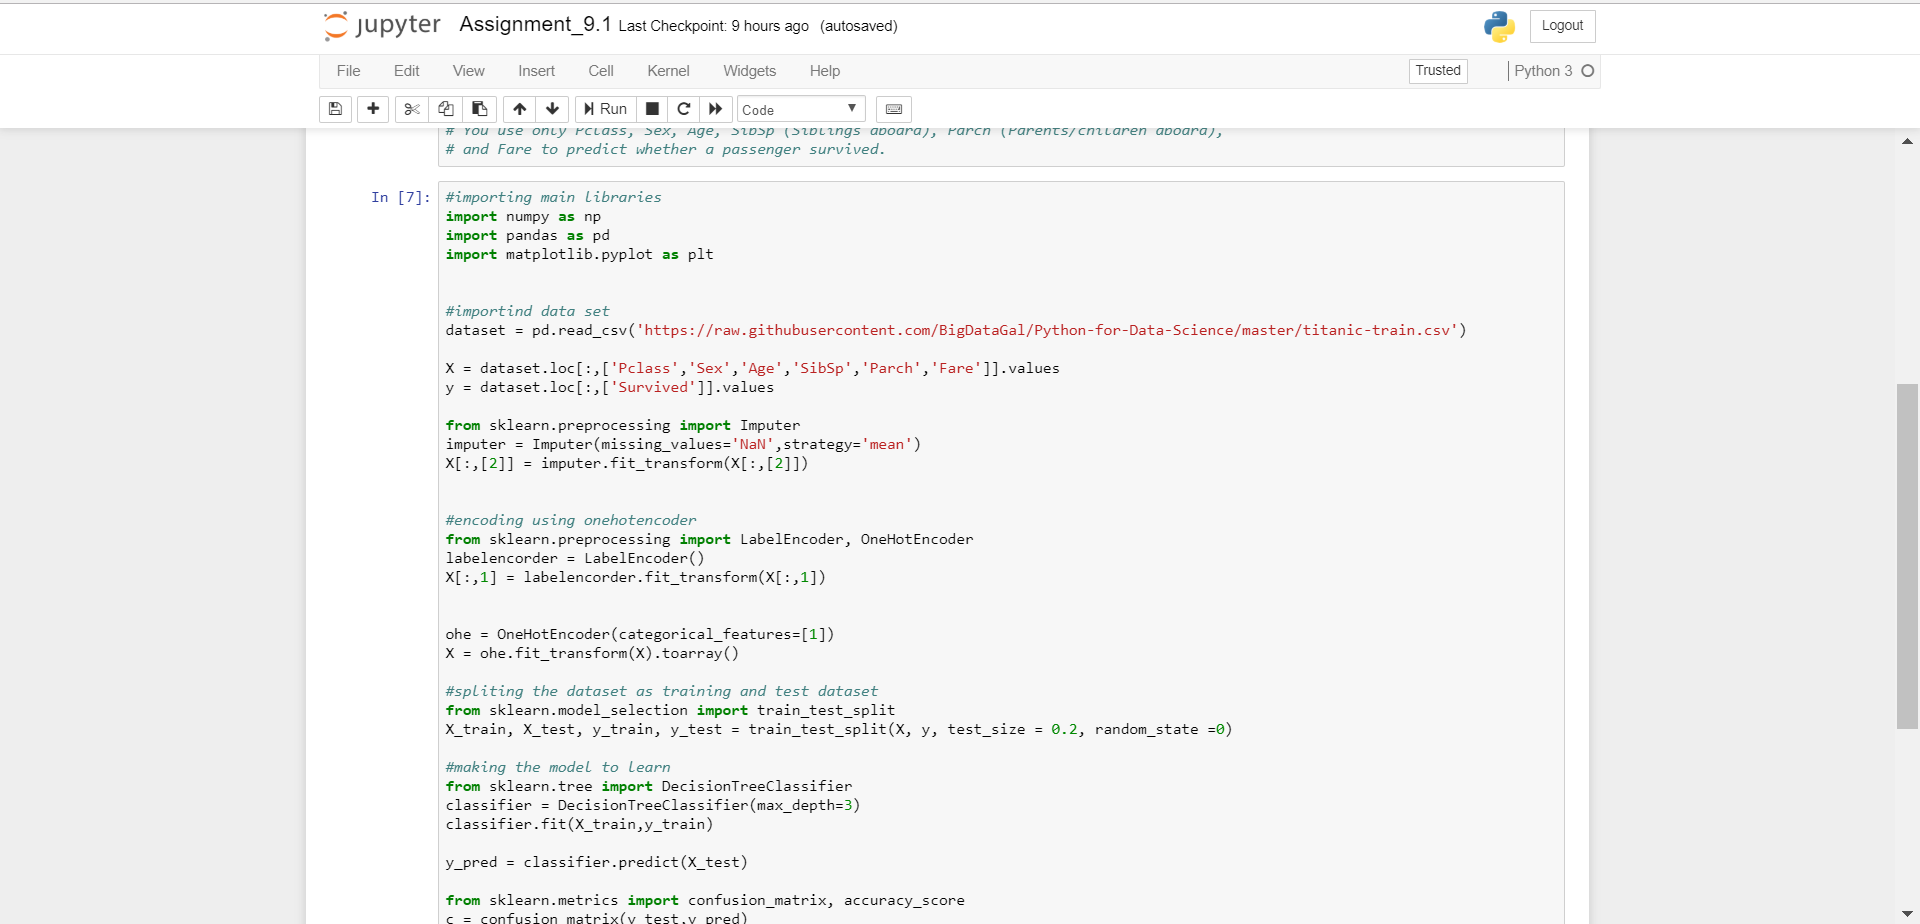 jupyter Assignment_9.1 Last Checkpoint: 9 hours ago (autosaved)
Logout
File Edit View Insert Cell Kernel Widgets Help
Trusted
Python 3
Run
Code
# You use only Pclass, Sex, Age, SibSp (Siblings aboard), Parch (Parents/children aboard),
# and Fare to predict whether a passenger survived.
In [7]:
#importing main libraries
import numpy as np
import pandas as pd
import matplotlib.pyplot as plt
#importind data set
dataset = pd.read_csv('https://raw.githubusercontent.com/BigDataGal/Python-for-Data-Science/master/titanic-train.csv')
X = dataset.loc[:,['Pclass','Sex','Age','SibSp','Parch','Fare']].values
y = dataset.loc[:,['Survived']].values
from sklearn.preprocessing import Imputer
imputer = Imputer(missing_values='NaN',strategy='mean')
X[:,[2]] = imputer.fit_transform(X[:,[2]])
#encoding using onehotencoder
from sklearn.preprocessing import LabelEncoder, OneHotEncoder
labelencorder = LabelEncoder()
X[:,1] = labelencorder.fit_transform(X[:,1])
ohe = OneHotEncoder(categorical_features=[1])
X = ohe.fit_transform(X).toarray()
#spliting the dataset as training and test dataset
from sklearn.model_selection import train_test_split
X_train, X_test, y_train, y_test = train_test_split(X, y, test_size = 0.2, random_state =0)
#making the model to learn
from sklearn.tree import DecisionTreeClassifier
classifier = DecisionTreeClassifier(max_depth=3)
classifier.fit(X_train,y_train)
y_pred = classifier.predict(X_test)
from sklearn.metrics import confusion_matrix, accuracy_score
c = confusion_matrix(y_test,y_pred)